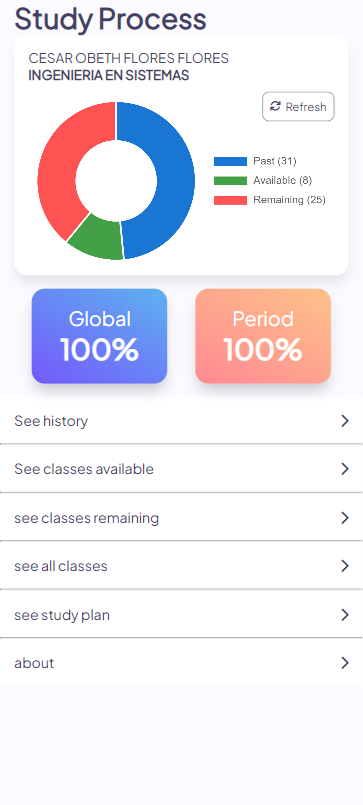 Study Process
CESAR OBETH FLORES FLORES
INGENIERIA EN SISTEMAS
Refresh
Past (31)
Available (8)
Remaining (25)
Global
100%
Period
100%
See history
See classes available
see classes remaining
see all classes
see study plan
about